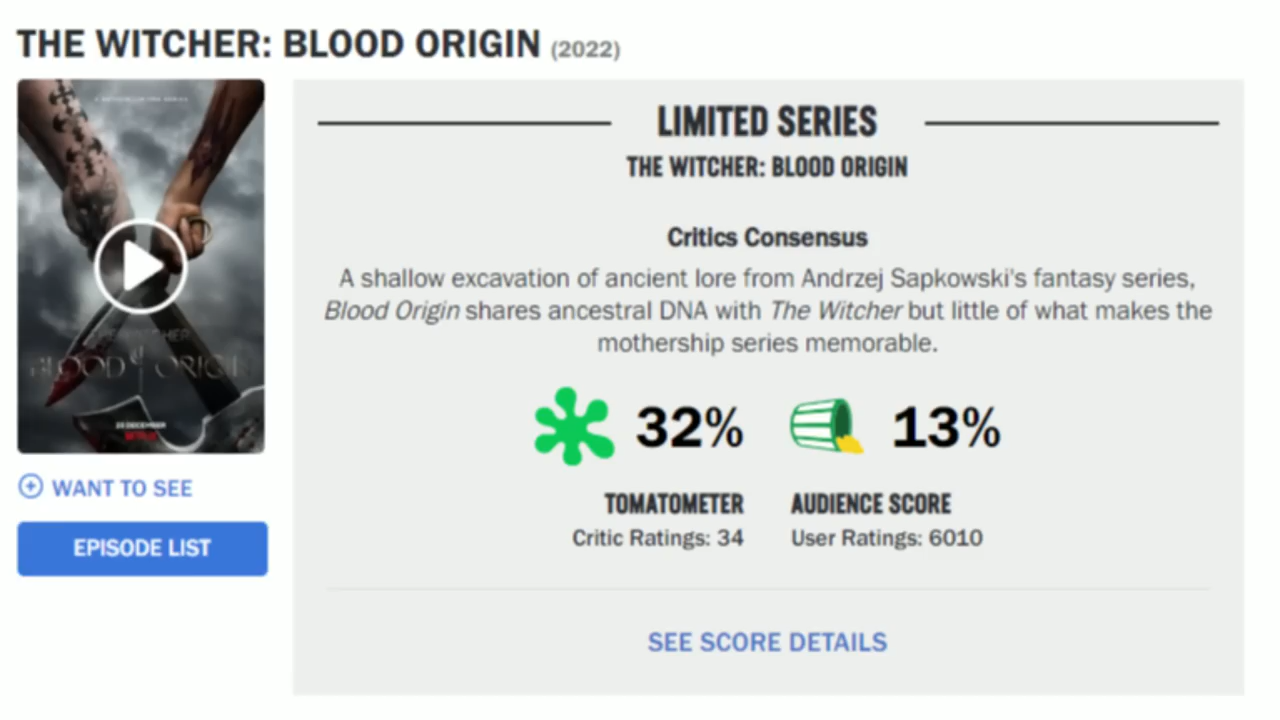 THE WITCHER: BLOOD ORIGIN (2022)
LIMITED SERIES
THE WITCHER: BLOOD ORIGIN
Critics Consensus
A shallow excavation of ancient lore from Andrzej Sapkowski's fantasy series,
Blood Origin shares ancestral DNA with The Witcher but little of what makes the
mothership series memorable.
32% 13%
TOMATOMETER AUDIENCE SCORE
Critic Ratings: 34 User Ratings: 6010
SEE SCORE DETAILS
BLOOD ORIGIN
NETFLIX
WANT TO SEE
EPISODE LIST